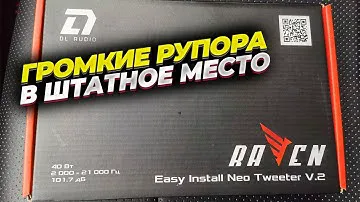 DL AUDIO
ГРОМКИЕ РУПОРА
В ШТАТНОЕ МЕСТО
40 Вт
2 000 - 21 000 Гц
101.7 дБ
RAVEN
Easy Install Neo Tweeter V.2